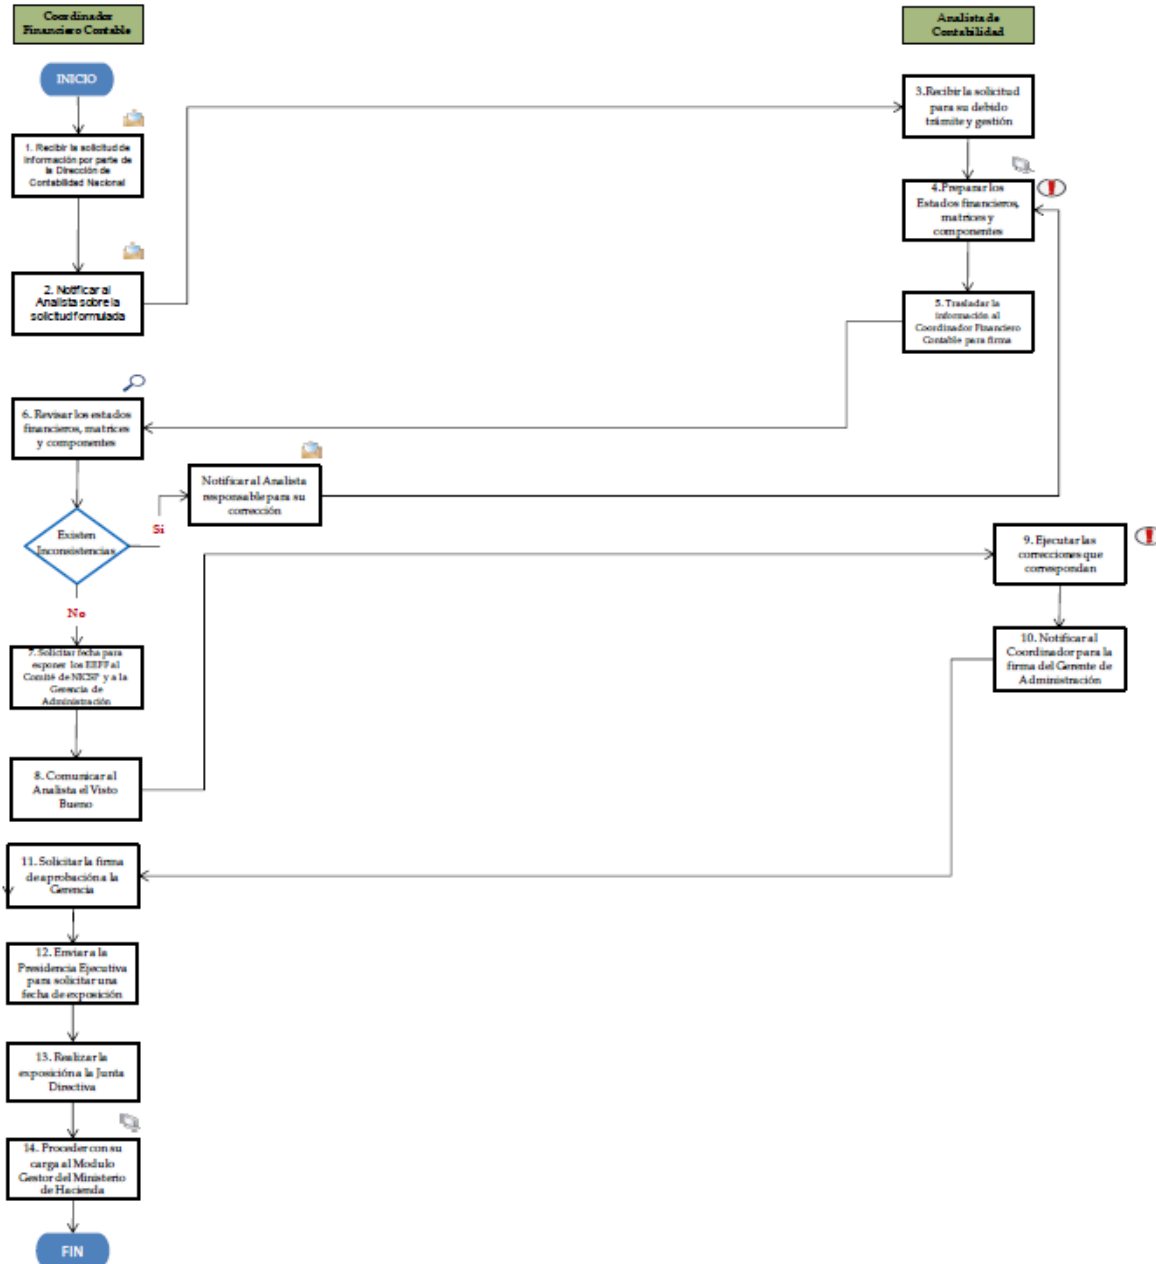 Coordinador
Financiero Contable
Analista de
Contabilidad
INICIO
1. Recibir la solicitud de
información por parte de
la Dirección de
Contabilidad Nacional
2. Notificar al
Analista sobre la
solicitud formulada
3.Recibir la solicitud
para su debido
trámite y gestión
4.Preparar los
Estados financieros,
matrices y
componentes
5. Trasladar la
información al
Coordinador Financiero
Contable para firma
6. Revisar los estados
financieros, matrices
y componentes
Notificar al Analista
responsable para su
corrección
Existen
Inconsistencias
Si
No
7. Solicitar fecha para
exponer los EEFF al
Comité de NICSP y a la
Gerencia de
Administración
8. Comunicar al
Analista el Visto
Bueno
9. Ejecutar las
correcciones que
correspondan
10. Notificar al
Coordinador para la
firma del Gerente de
Administración
11. Solicitar la firma
de aprobación a la
Gerencia
12. Enviar a la
Presidencia Ejecutiva
para solicitar una
fecha de exposición
13. Realizar la
exposición a la Junta
Directiva
14. Proceder con su
carga al Modulo
Gestor del Ministerio
de Hacienda
FIN